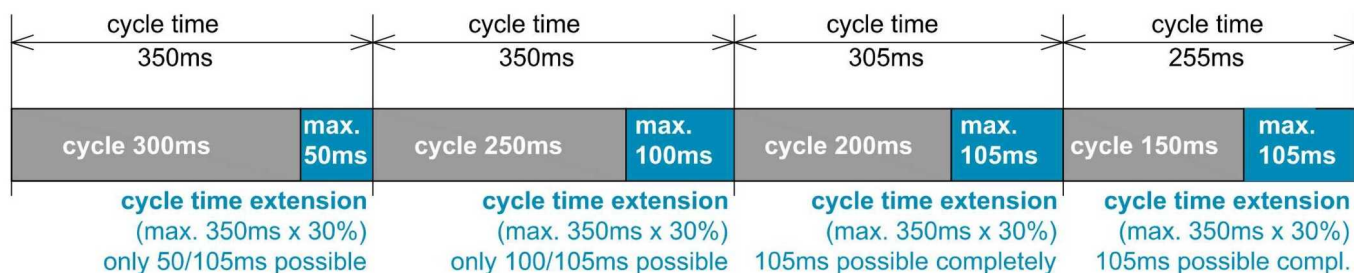 cycle time
350ms
cycle time
350ms
cycle time
305ms
cycle time
255ms
cycle 300ms
max.
50ms
cycle 250ms
max.
100ms
cycle 200ms
max.
105ms
cycle 150ms
max.
105ms
cycle time extension
(max. 350ms x 30%)
only 50/105ms possible
cycle time extension
(max. 350ms x 30%)
only 100/105ms possible
cycle time extension
(max. 350ms x 30%)
105ms possible completely
cycle time extension
(max. 350ms x 30%)
105ms possible compl.